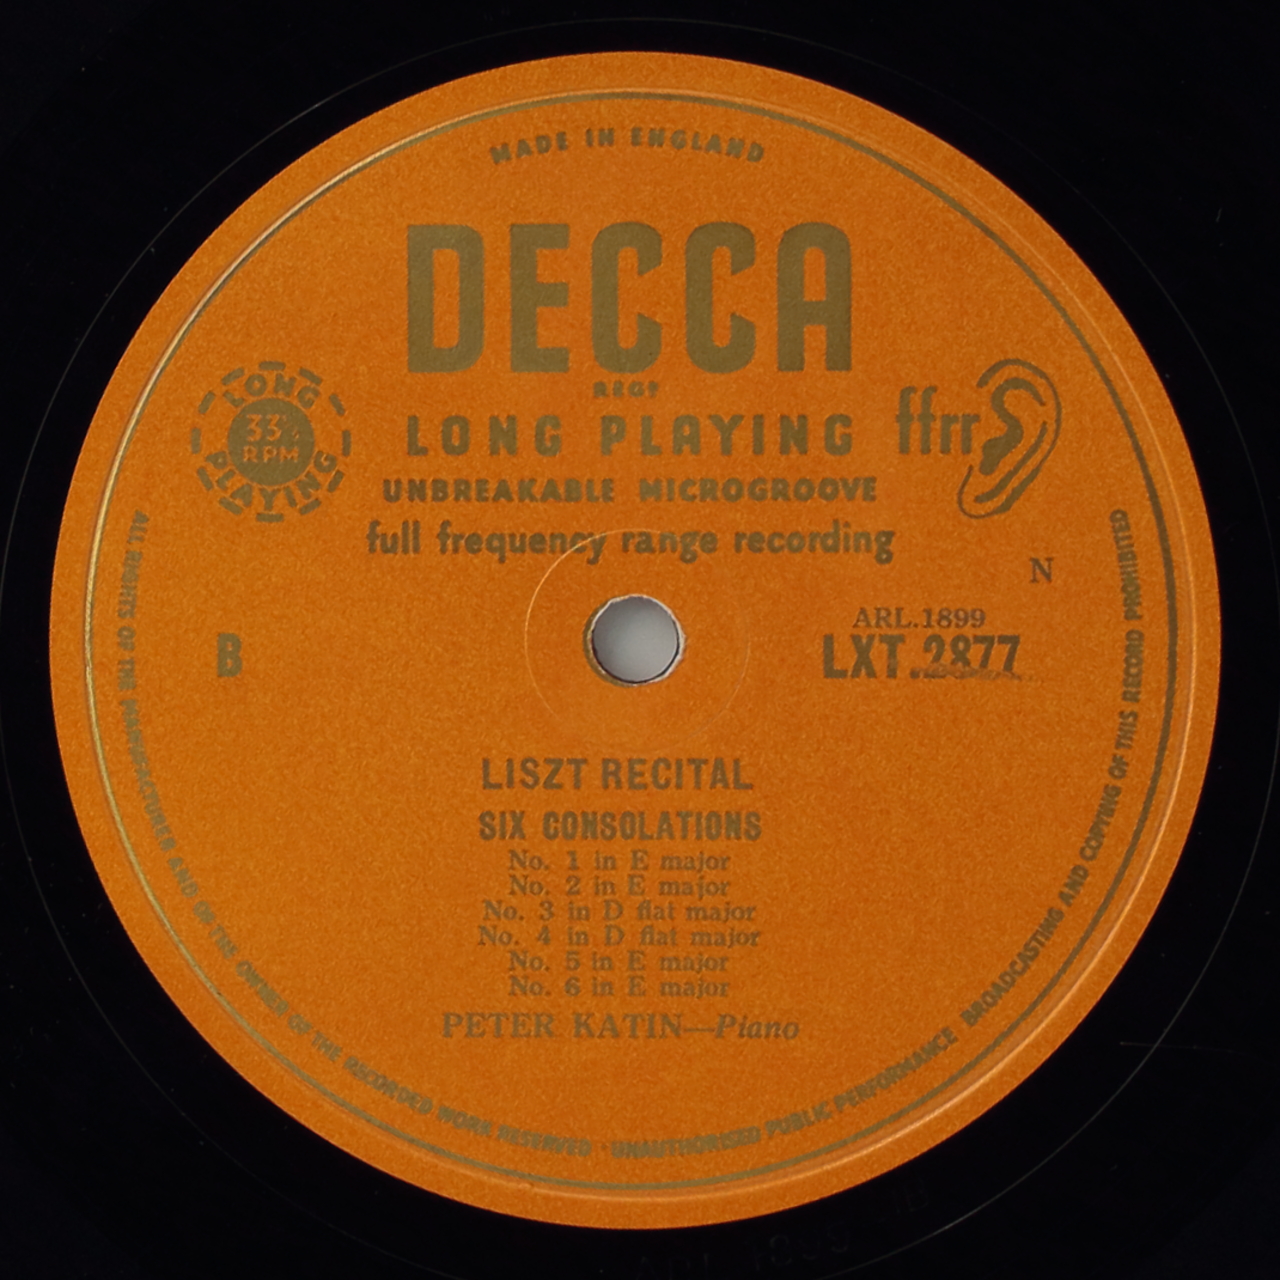 MADE IN ENGLAND
DECCA
REGD
LONG PLAYING
33⅓
RPM
LONG PLAYING
ffrr
UNBREAKABLE MICROGROOVE
full frequency range recording
N
ARL.1899
B
LXT.2877
LISZT RECITAL
SIX CONSOLATIONS
No. 1 in E major
No. 2 in E major
No. 3 in D flat major
No. 4 in D flat major
No. 5 in E major
No. 6 in E major
PETER KATIN—Piano
ALL RIGHTS OF THE MANUFACTURER AND OF THE OWNER OF THE RECORDED WORK RESERVED · UNAUTHORISED PUBLIC PERFORMANCE BROADCASTING AND COPYING OF THIS RECORD PROHIBITED